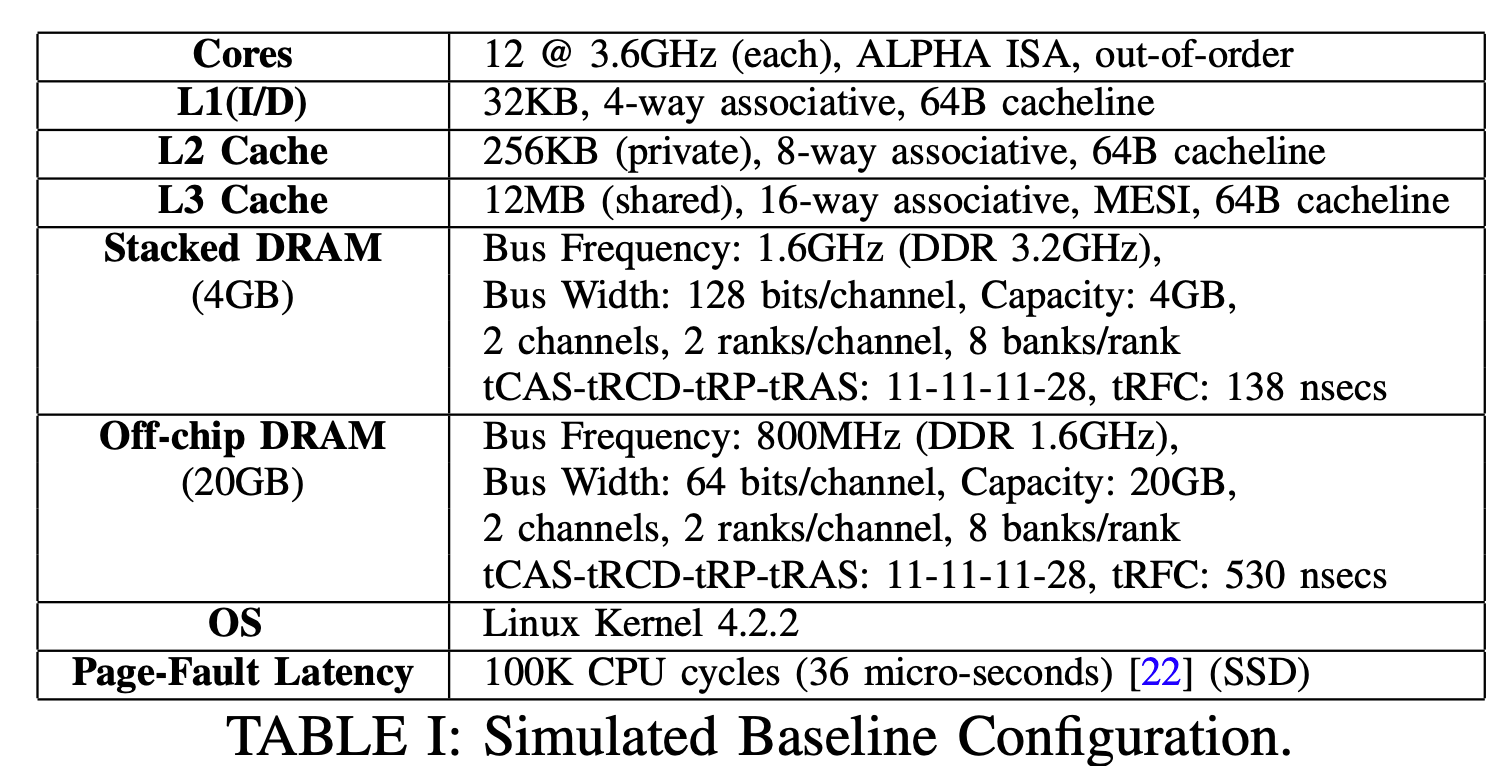 Cores 12 @ 3.6GHz (each), ALPHA ISA, out-of-order
L1(I/D) 32KB, 4-way associative, 64B cacheline
L2 Cache 256KB (private), 8-way associative, 64B cacheline
L3 Cache 12MB (shared), 16-way associative, MESI, 64B cacheline
Stacked DRAM Bus Frequency: 1.6GHz (DDR 3.2GHz),
(4GB) Bus Width: 128 bits/channel, Capacity: 4GB,
2 channels, 2 ranks/channel, 8 banks/rank
tCAS-tRCD-tRP-tRAS: 11-11-11-28, tRFC: 138 nsecs
Off-chip DRAM Bus Frequency: 800MHz (DDR 1.6GHz),
(20GB) Bus Width: 64 bits/channel, Capacity: 20GB,
2 channels, 2 ranks/channel, 8 banks/rank
tCAS-tRCD-tRP-tRAS: 11-11-11-28, tRFC: 530 nsecs
OS Linux Kernel 4.2.2
Page-Fault Latency 100K CPU cycles (36 micro-seconds) [22] (SSD)
TABLE I: Simulated Baseline Configuration.